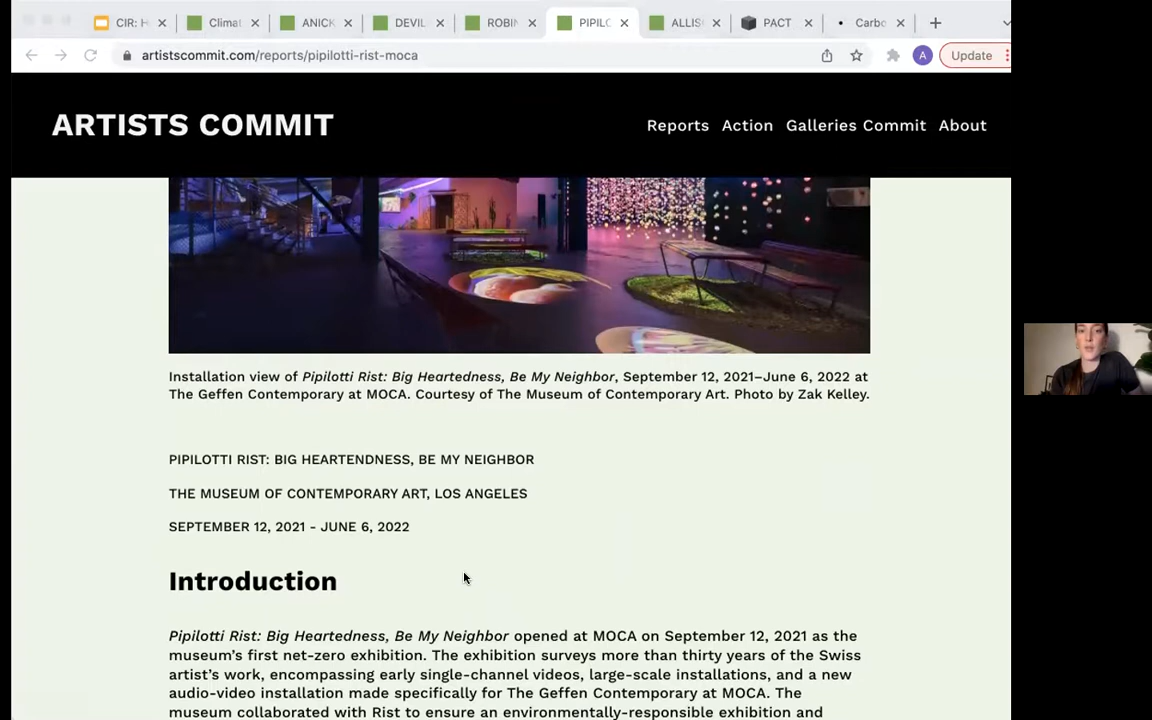 CIR: H
Climat
ANICK
DEVIL
ROBIN
PIPILO
ALLIS
PACT
Carbo
artistscommit.com/reports/pipilotti-rist-moca
A
Update
ARTISTS COMMIT
Reports Action Galleries Commit About
Installation view of Pipilotti Rist: Big Heartedness, Be My Neighbor, September 12, 2021–June 6, 2022 at
The Geffen Contemporary at MOCA. Courtesy of The Museum of Contemporary Art. Photo by Zak Kelley.
PIPILOTTI RIST: BIG HEARTENDNESS, BE MY NEIGHBOR
THE MUSEUM OF CONTEMPORARY ART, LOS ANGELES
SEPTEMBER 12, 2021 - JUNE 6, 2022
Introduction
Pipilotti Rist: Big Heartedness, Be My Neighbor opened at MOCA on September 12, 2021 as the
museum's first net-zero exhibition. The exhibition surveys more than thirty years of the Swiss
artist's work, encompassing early single-channel videos, large-scale installations, and a new
audio-video installation made specifically for The Geffen Contemporary at MOCA. The
museum collaborated with Rist to ensure an environmentally-responsible exhibition and